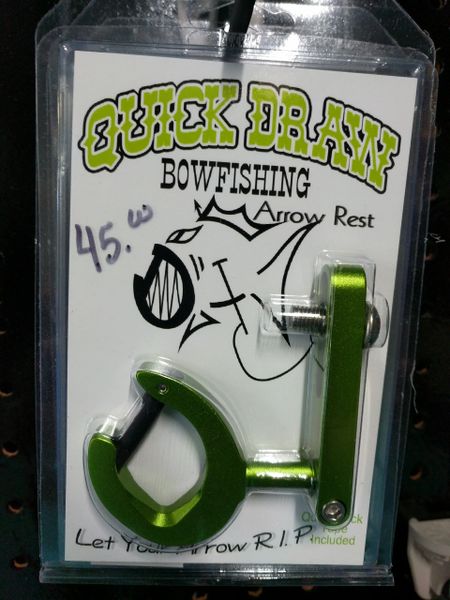 QUICK DRAW
BOWFISHING
Arrow Rest
45.00
Let Your Arrow R.I.P.
Included